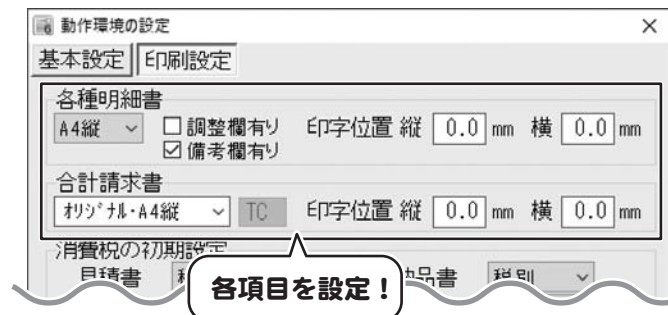 動作環境の設定
基本設定 印刷設定
各種明細書
A4縦 調整欄有り 印字位置 縦 0.0 mm 横 0.0 mm
備考欄有り
合計請求書
オリジナル・A4縦 TC 印字位置 縦 0.0 mm 横 0.0 mm
消費税の初期設定
見積書 品書 税別
各項目を設定！